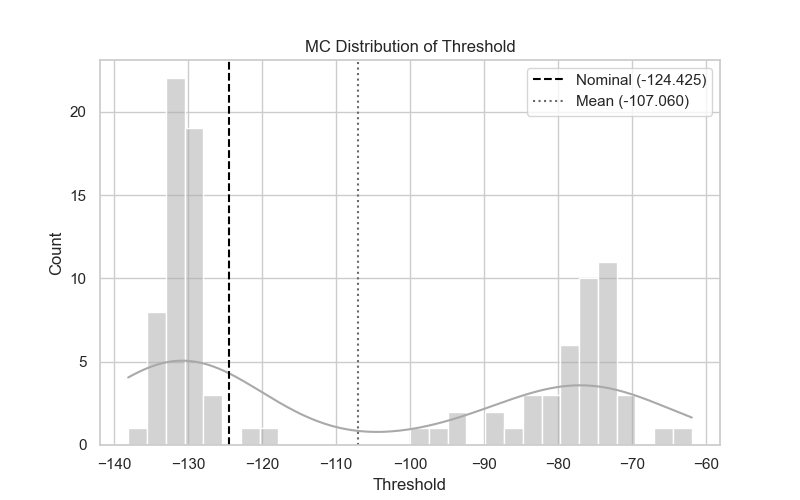 MC Distribution of Threshold
Nominal (-124.425)
Mean (-107.060)
Count
20
15
10
5
0
−140 −130 −120 −110 −100 −90 −80 −70 −60
Threshold